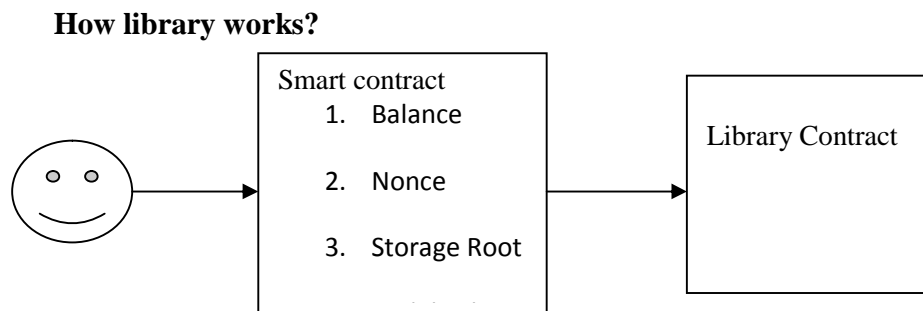 How library works?
Smart contract
1. Balance
2. Nonce
3. Storage Root
Library Contract